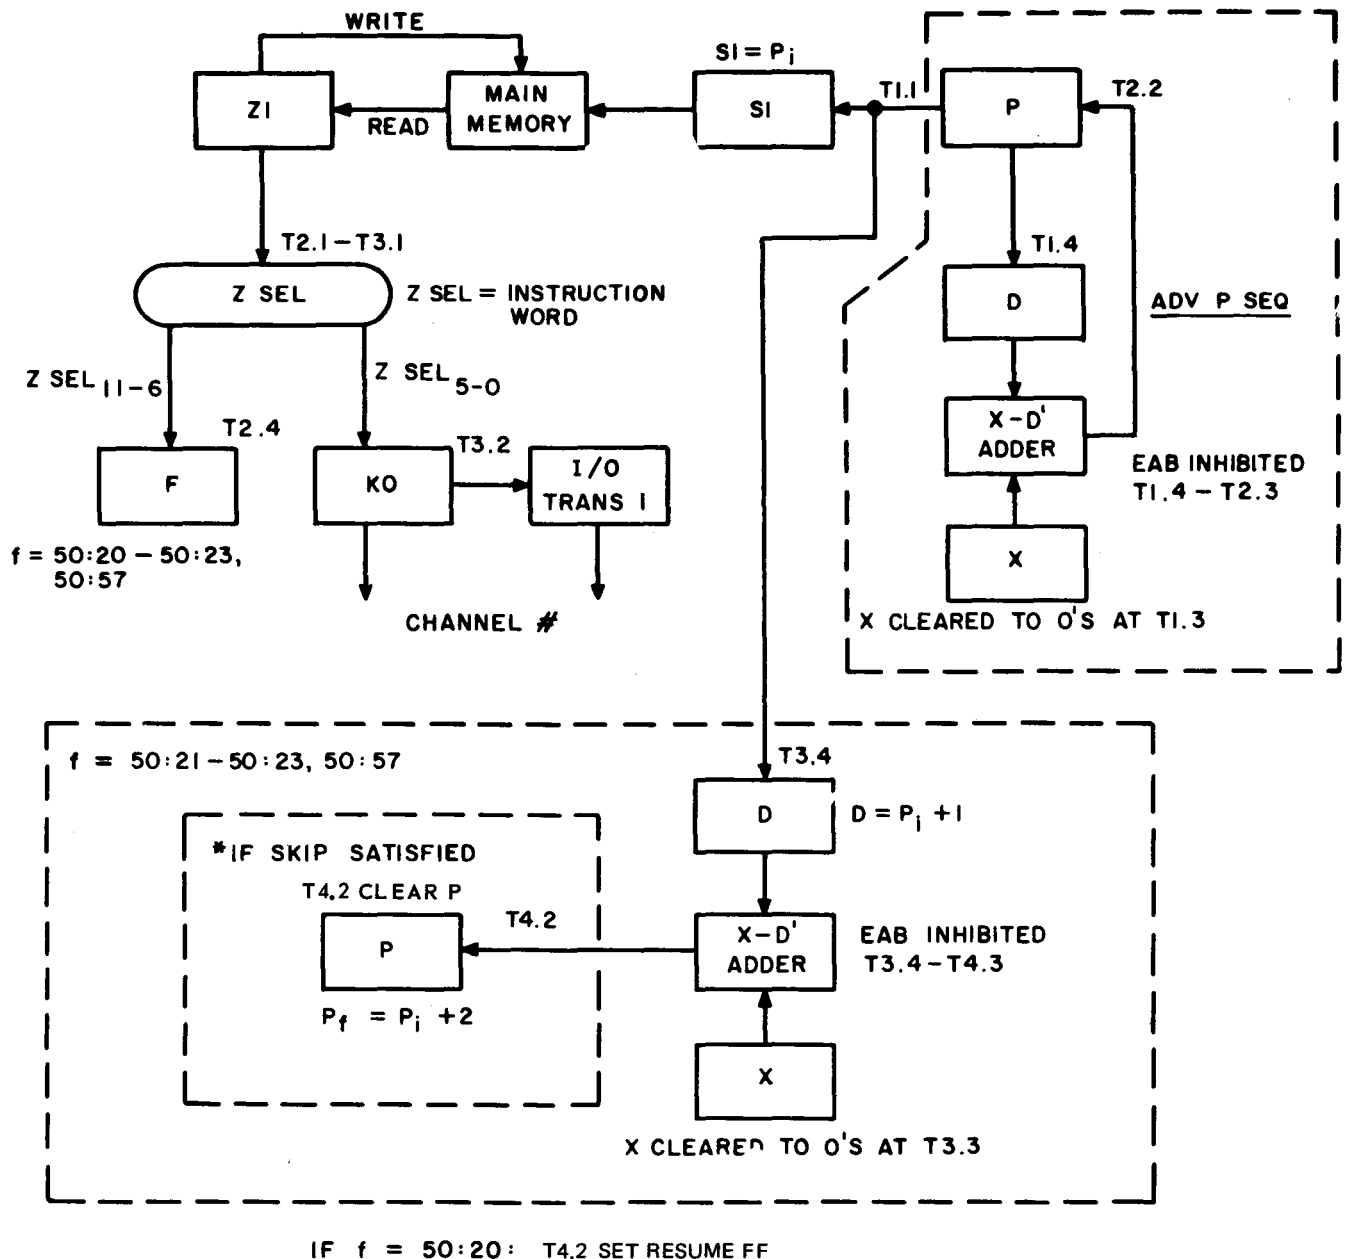 WRITE
SI = Pi
ZI
MAIN
MEMORY
READ
SI
T1.1
P
T2.2
T2.1 - T3.1
Z SEL
Z SEL = INSTRUCTION
WORD
T1.4
D
ADV P SEQ
Z SEL 11-6
Z SEL 5-0
X-D'
ADDER
T2.4
F
KO
T3.2
I/O
TRANS I
EAB INHIBITED
T1.4 - T2.3
X
f = 50:20 - 50:23,
50:57
CHANNEL #
X CLEARED TO O'S AT T1.3
f = 50:21 - 50:23, 50:57
T3.4
D
D = Pi + 1
*IF SKIP SATISFIED
T4.2 CLEAR P
P
T4.2
X-D'
ADDER
EAB INHIBITED
T3.4 - T4.3
Pf = Pi + 2
X
X CLEARED TO O'S AT T3.3
IF f = 50:20: T4.2 SET RESUME FF